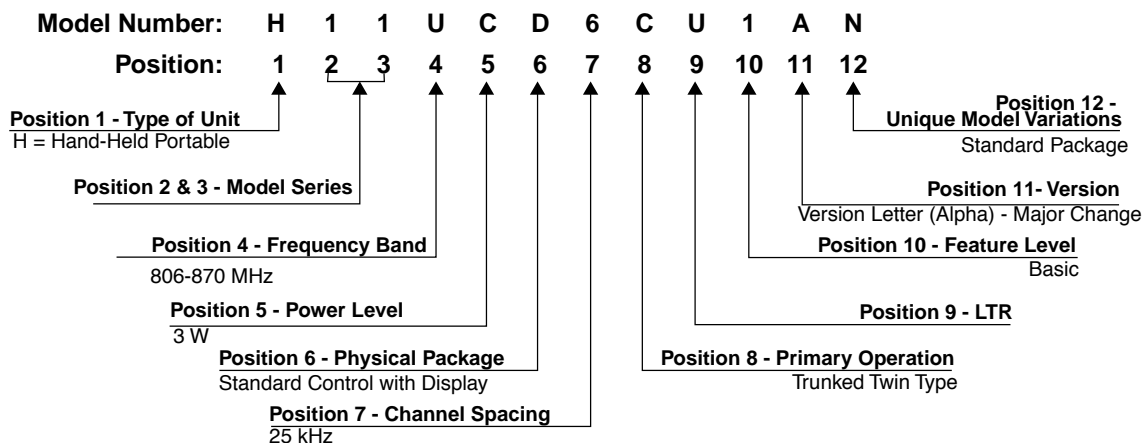 Model Number: H 1 1 U C D 6 C U 1 A N
Position: 1 2 3 4 5 6 7 8 9 10 11 12
Position 1 - Type of Unit
H = Hand-Held Portable
Position 2 & 3 - Model Series
Position 4 - Frequency Band
806-870 MHz
Position 5 - Power Level
3 W
Position 6 - Physical Package
Standard Control with Display
Position 7 - Channel Spacing
25 kHz
Position 12 -
Unique Model Variations
Standard Package
Position 11- Version
Version Letter (Alpha) - Major Change
Position 10 - Feature Level
Basic
Position 9 - LTR
Position 8 - Primary Operation
Trunked Twin Type